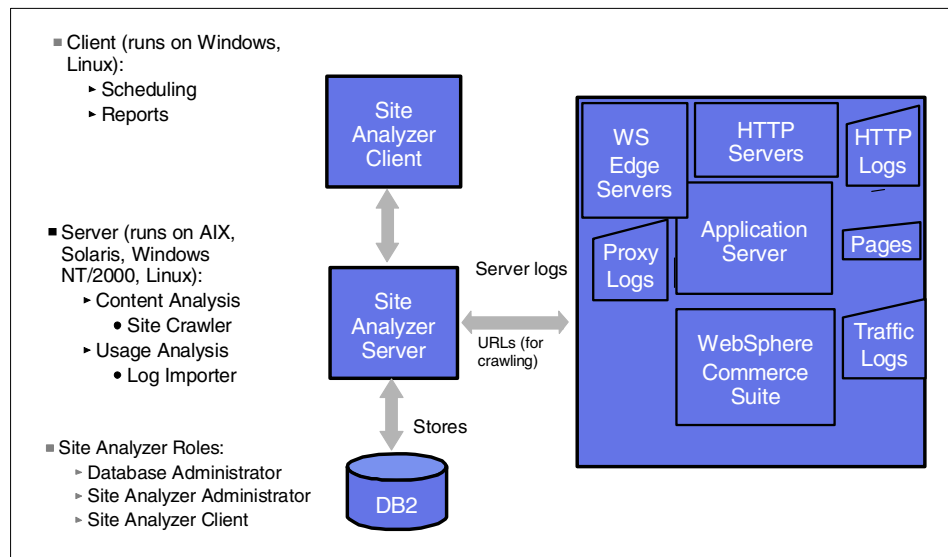 Client (runs on Windows,
Linux):
Scheduling
Reports
Server (runs on AIX,
Solaris, Windows
NT/2000, Linux):
Content Analysis
Site Crawler
Usage Analysis
Log Importer
Site Analyzer Roles:
Database Administrator
Site Analyzer Administrator
Site Analyzer Client
Site
Analyzer
Client
Site
Analyzer
Server
Stores
DB2
Server logs
URLs (for
crawling)
WS
Edge
Servers
HTTP
Servers
HTTP
Logs
Proxy
Logs
Application
Server
Pages
WebSphere
Commerce
Suite
Traffic
Logs